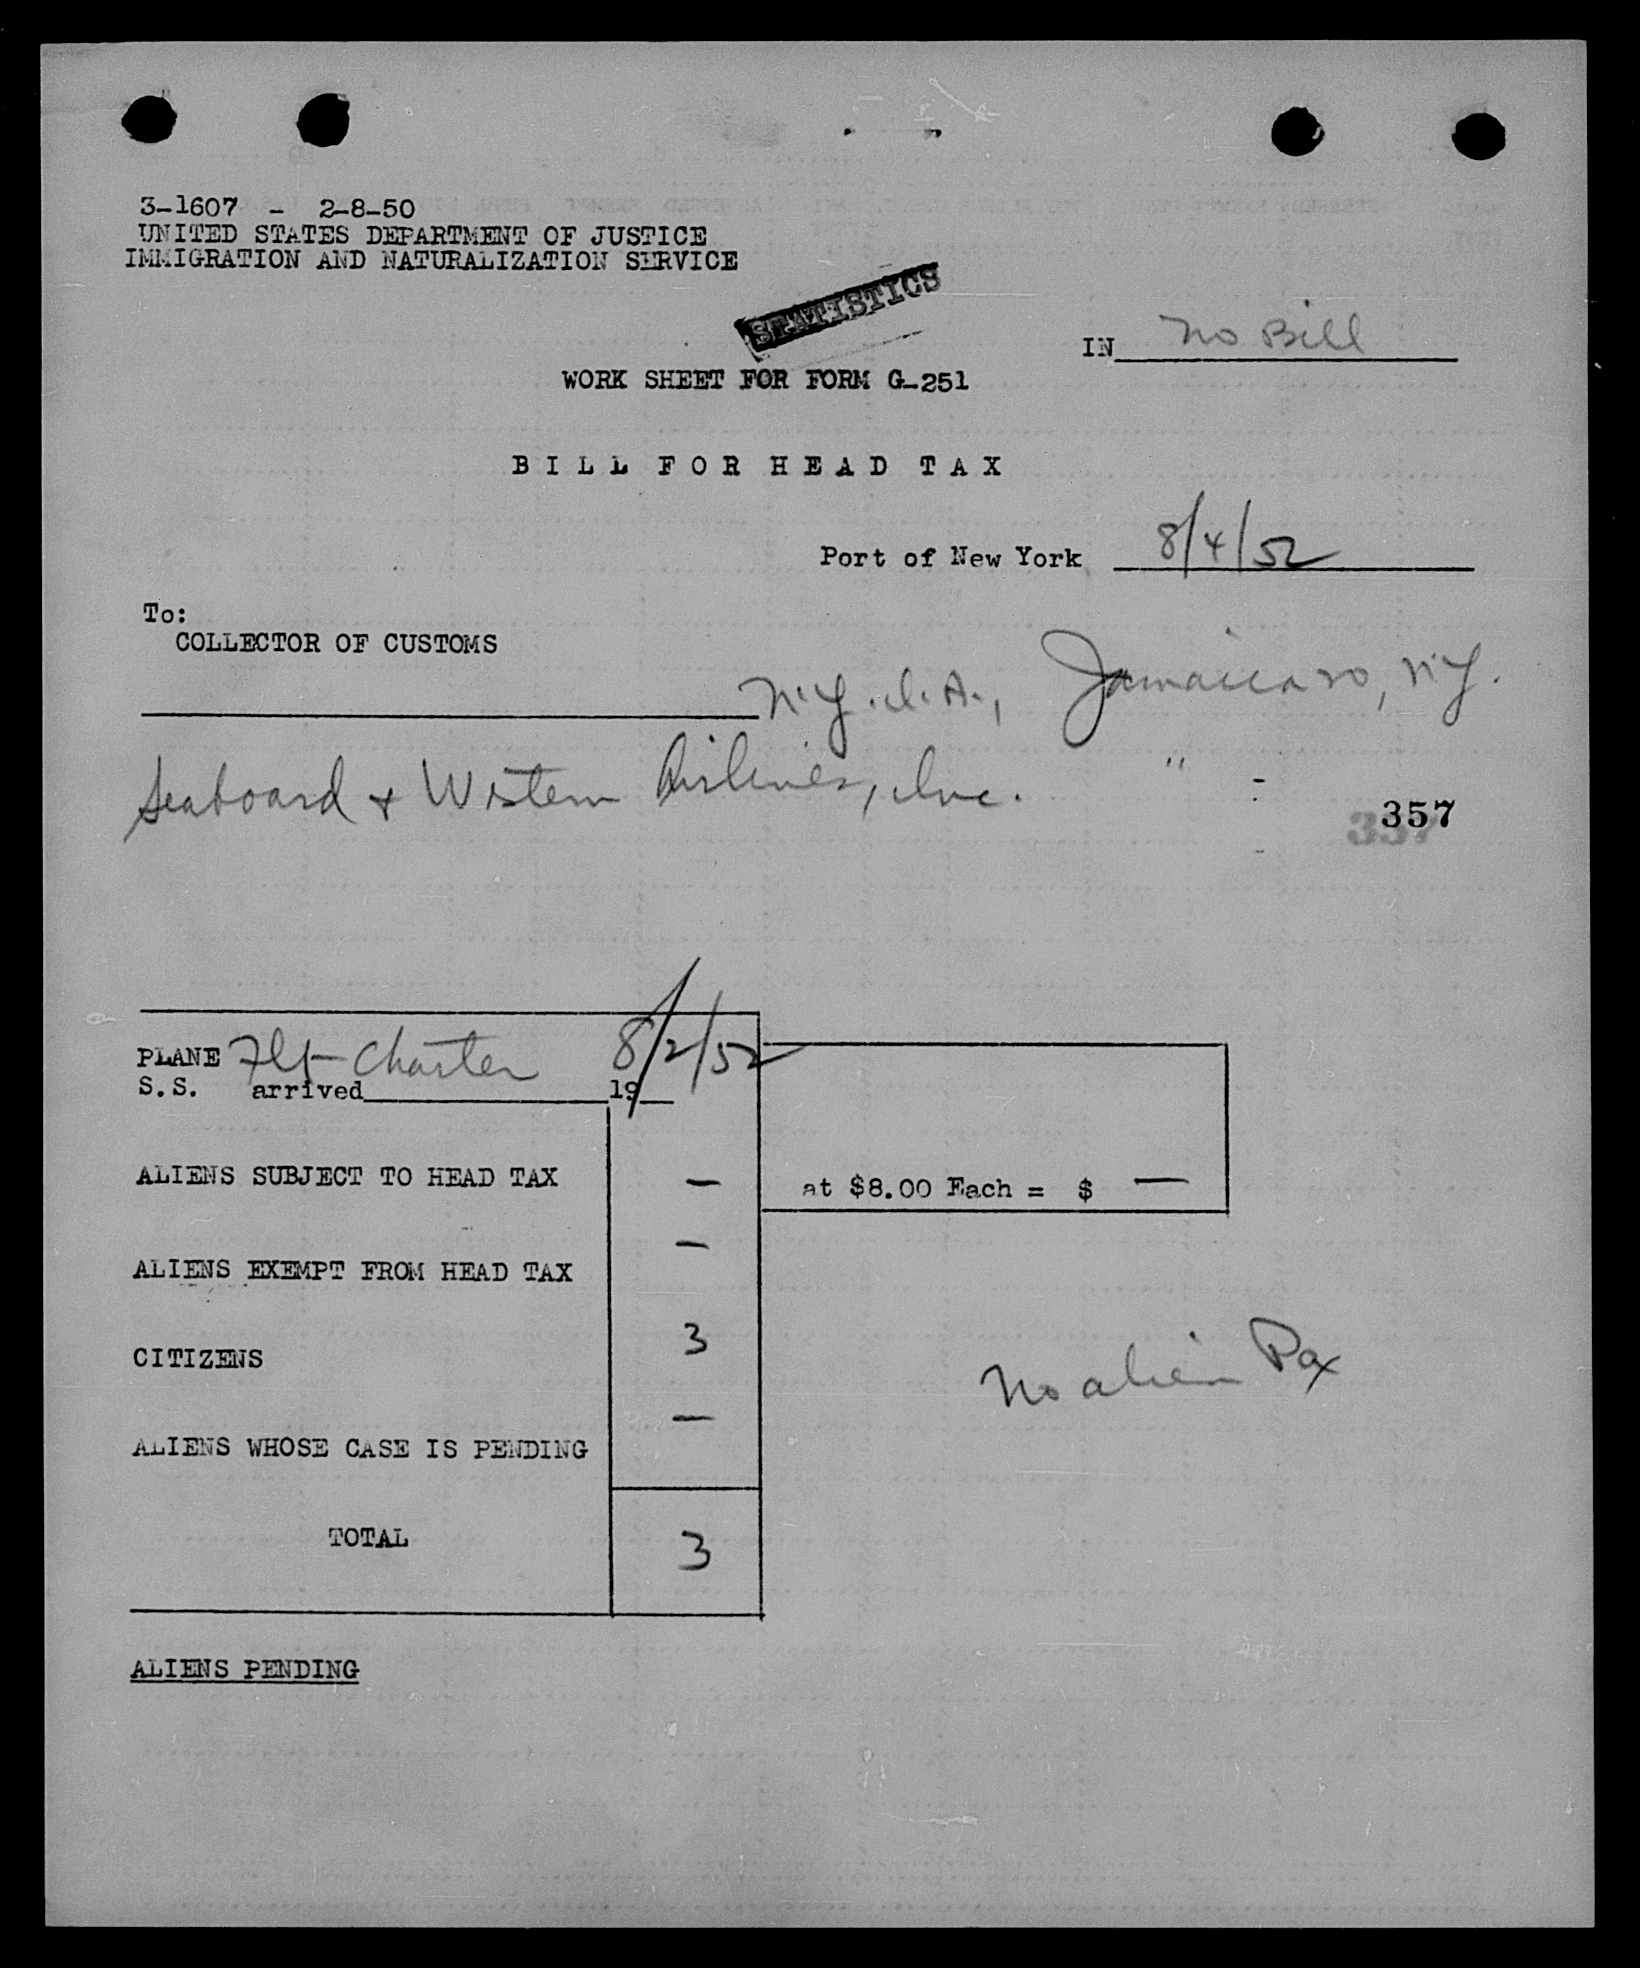 3-1607 - 2-8-50
UNITED STATES DEPARTMENT OF JUSTICE
IMMIGRATION AND NATURALIZATION SERVICE
STATISTICS
IN No Bill
WORK SHEET FOR FORM G-251
BILL FOR HEAD TAX
Port of New York 8/4/52
To:
COLLECTOR OF CUSTOMS
N.Y.I.A., Jamaica, N.Y.
Seaboard & Western Airlines, Inc. "
357
PLANE Flt Charter 8/2/52
S.S. arrived 19
ALIENS SUBJECT TO HEAD TAX —
at $8.00 Each = $ —
ALIENS EXEMPT FROM HEAD TAX —
CITIZENS 3
No alien Pax
ALIENS WHOSE CASE IS PENDING —
TOTAL 3
ALIENS PENDING